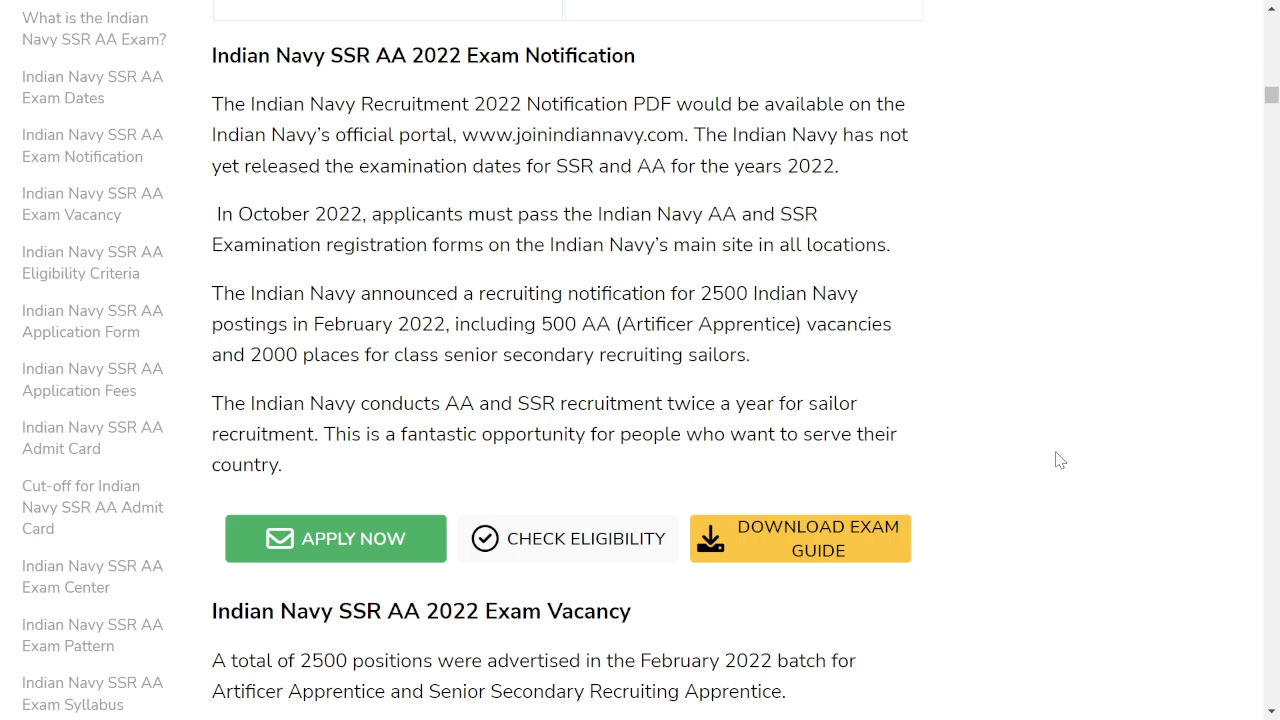 What is the Indian
Navy SSR AA Exam?
Indian Navy SSR AA
Exam Dates
Indian Navy SSR AA
Exam Notification
Indian Navy SSR AA
Exam Vacancy
Indian Navy SSR AA
Eligibility Criteria
Indian Navy SSR AA
Application Form
Indian Navy SSR AA
Application Fees
Indian Navy SSR AA
Admit Card
Cut-off for Indian
Navy SSR AA Admit
Card
Indian Navy SSR AA
Exam Center
Indian Navy SSR AA
Exam Pattern
Indian Navy SSR AA
Exam Syllabus
Indian Navy SSR AA 2022 Exam Notification
The Indian Navy Recruitment 2022 Notification PDF would be available on the
Indian Navy’s official portal, www.joinindiannavy.com. The Indian Navy has not
yet released the examination dates for SSR and AA for the years 2022.
In October 2022, applicants must pass the Indian Navy AA and SSR
Examination registration forms on the Indian Navy’s main site in all locations.
The Indian Navy announced a recruiting notification for 2500 Indian Navy
postings in February 2022, including 500 AA (Artificer Apprentice) vacancies
and 2000 places for class senior secondary recruiting sailors.
The Indian Navy conducts AA and SSR recruitment twice a year for sailor
recruitment. This is a fantastic opportunity for people who want to serve their
country.
APPLY NOW
CHECK ELIGIBILITY
DOWNLOAD EXAM
GUIDE
Indian Navy SSR AA 2022 Exam Vacancy
A total of 2500 positions were advertised in the February 2022 batch for
Artificer Apprentice and Senior Secondary Recruiting Apprentice.